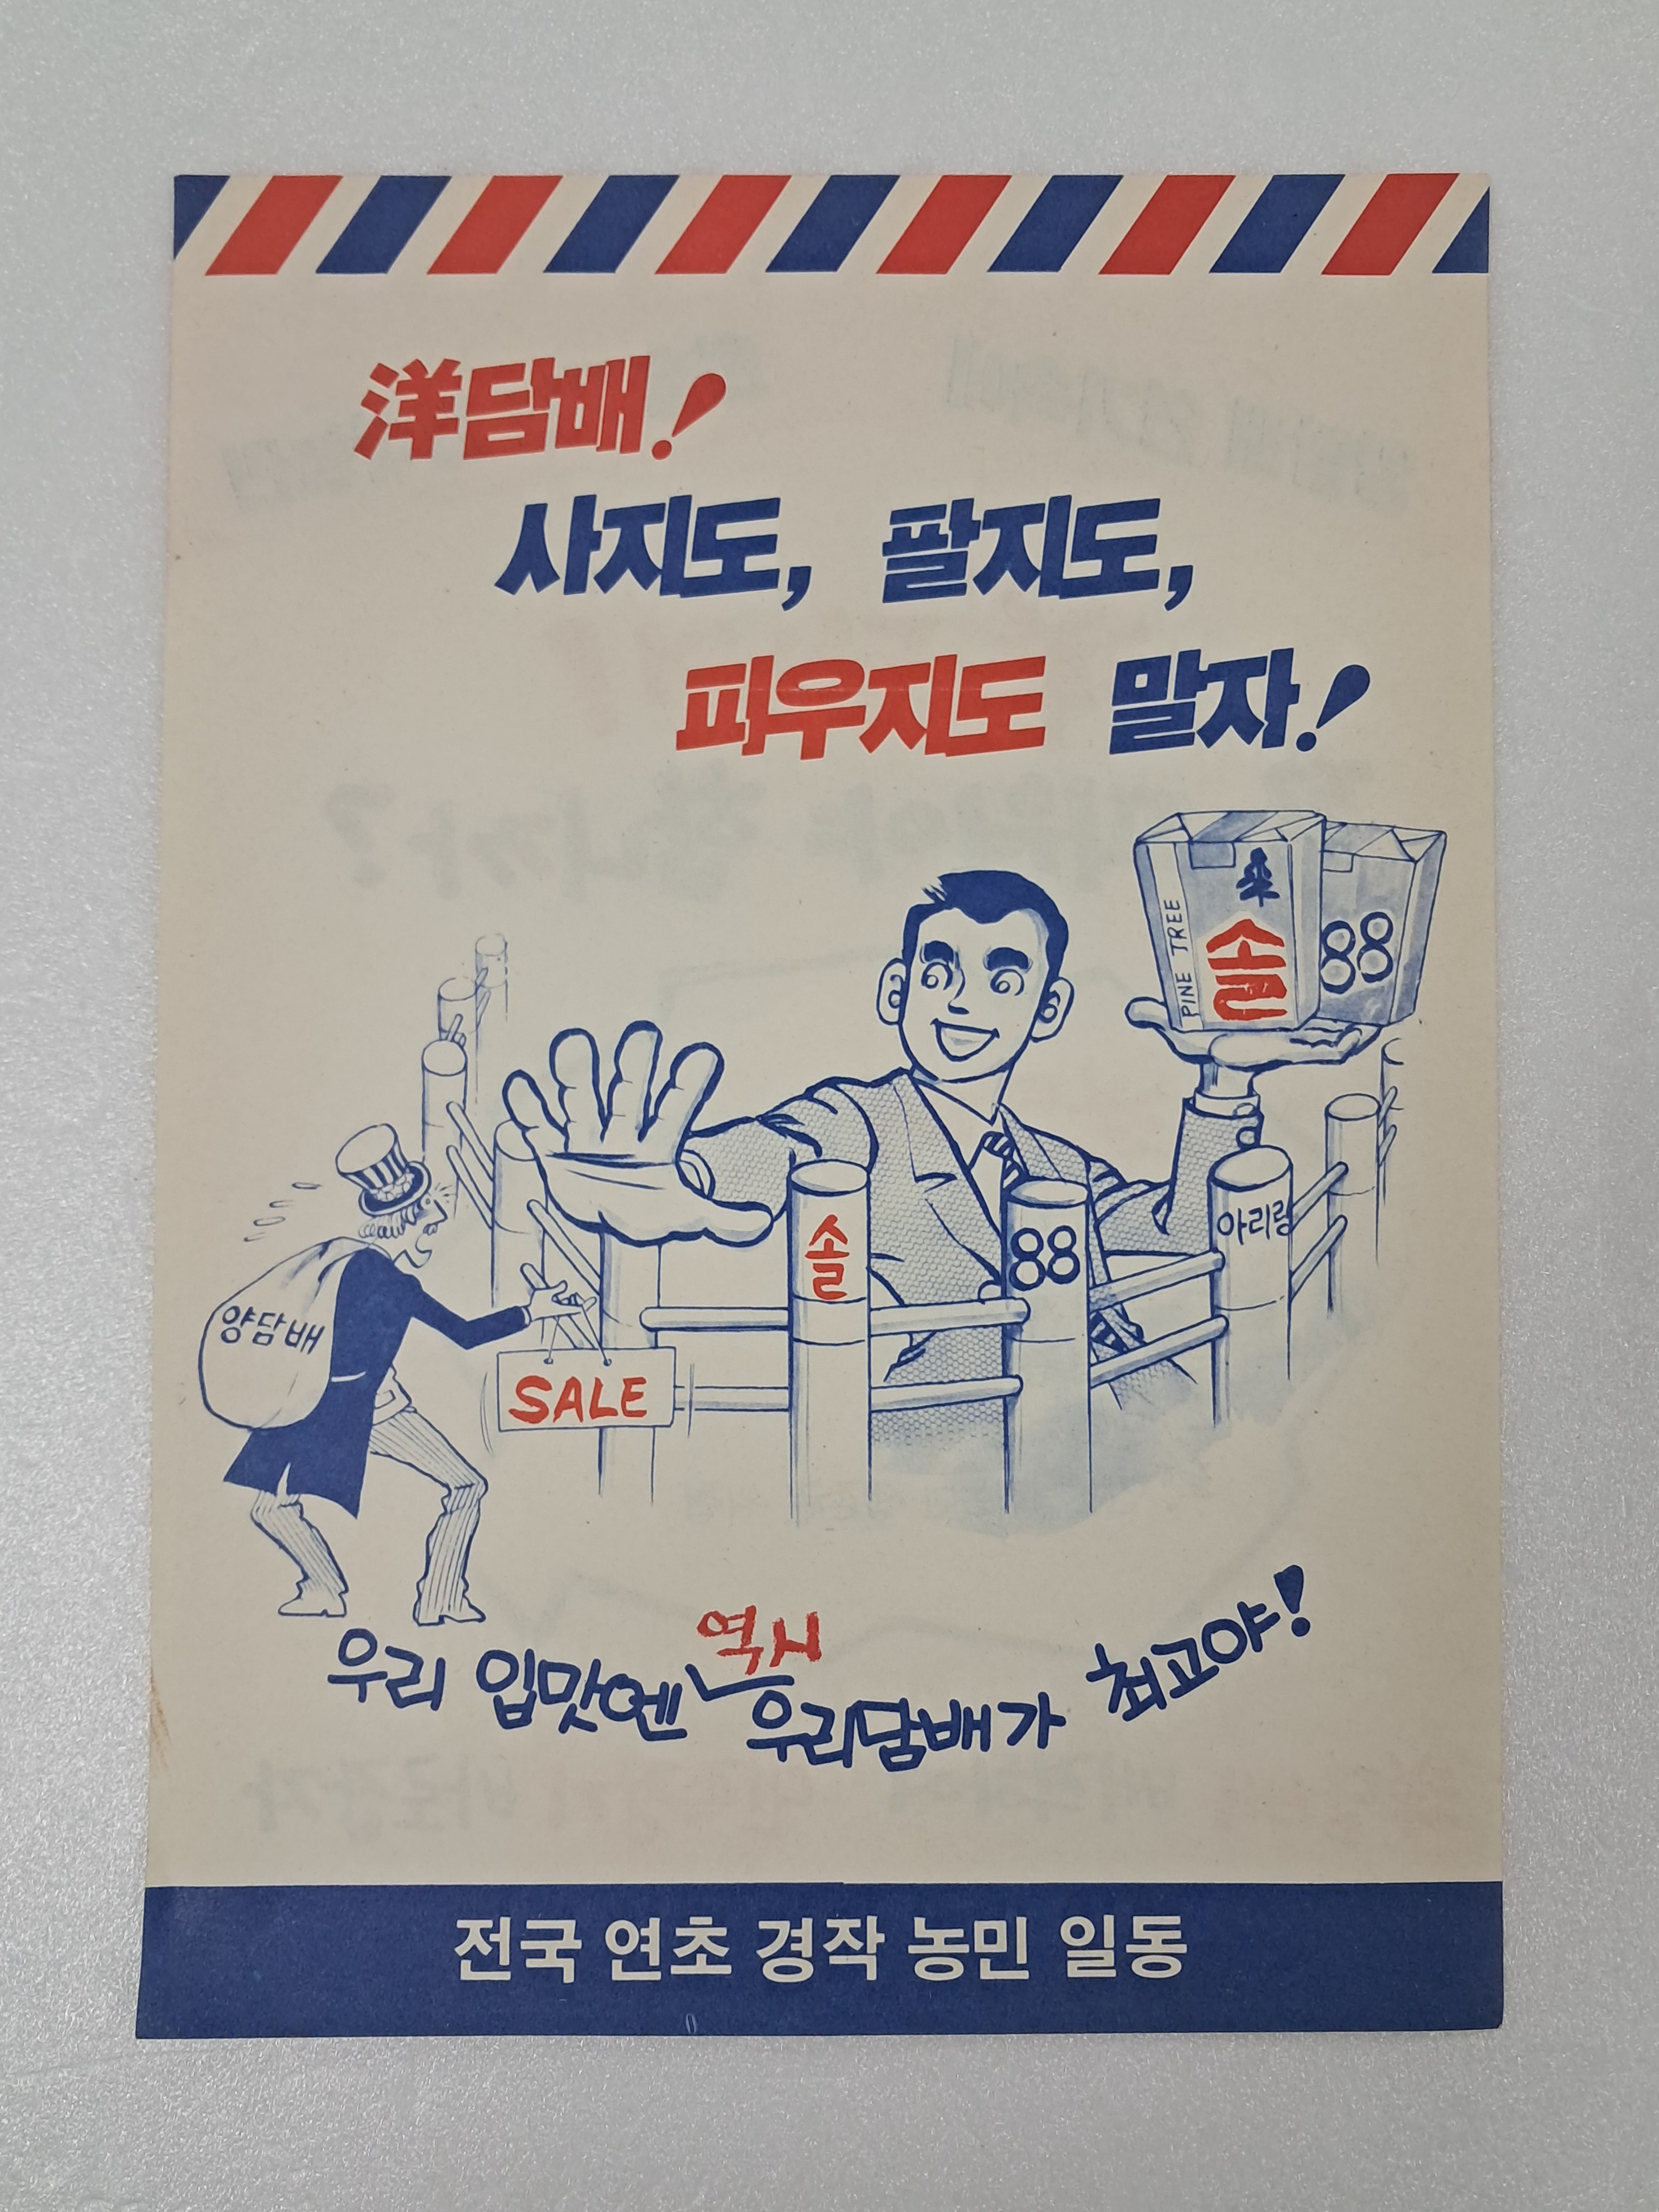 洋담배!
사지도, 팔지도,
피우지도 말자!
PINE TREE
솔
88
솔
88
아리랑
양담배
SALE
역시
우리 입맛엔 우리담배가 최고야!
전국 연초 경작 농민 일동